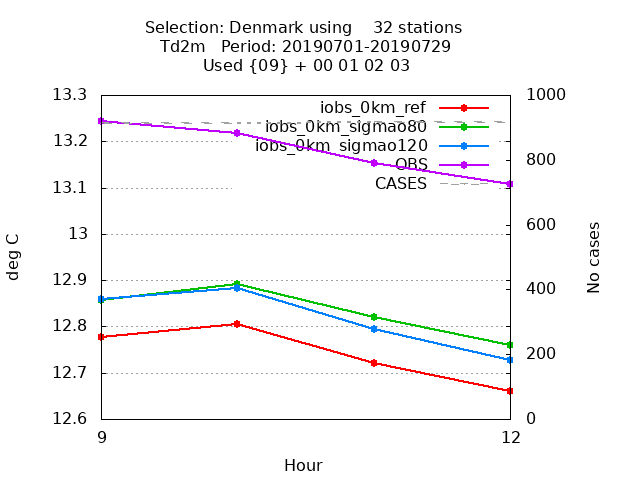 Selection: Denmark using 32 stations
Td2m Period: 20190701-20190729
Used {09} + 00 01 02 03
13.3
13.2
13.1
13
12.9
12.8
12.7
12.6
deg C
1000
800
600
400
200
0
No cases
iobs_0km_ref
iobs_0km_sigmao80
iobs_0km_sigmao120
OBS
CASES
9
12
Hour